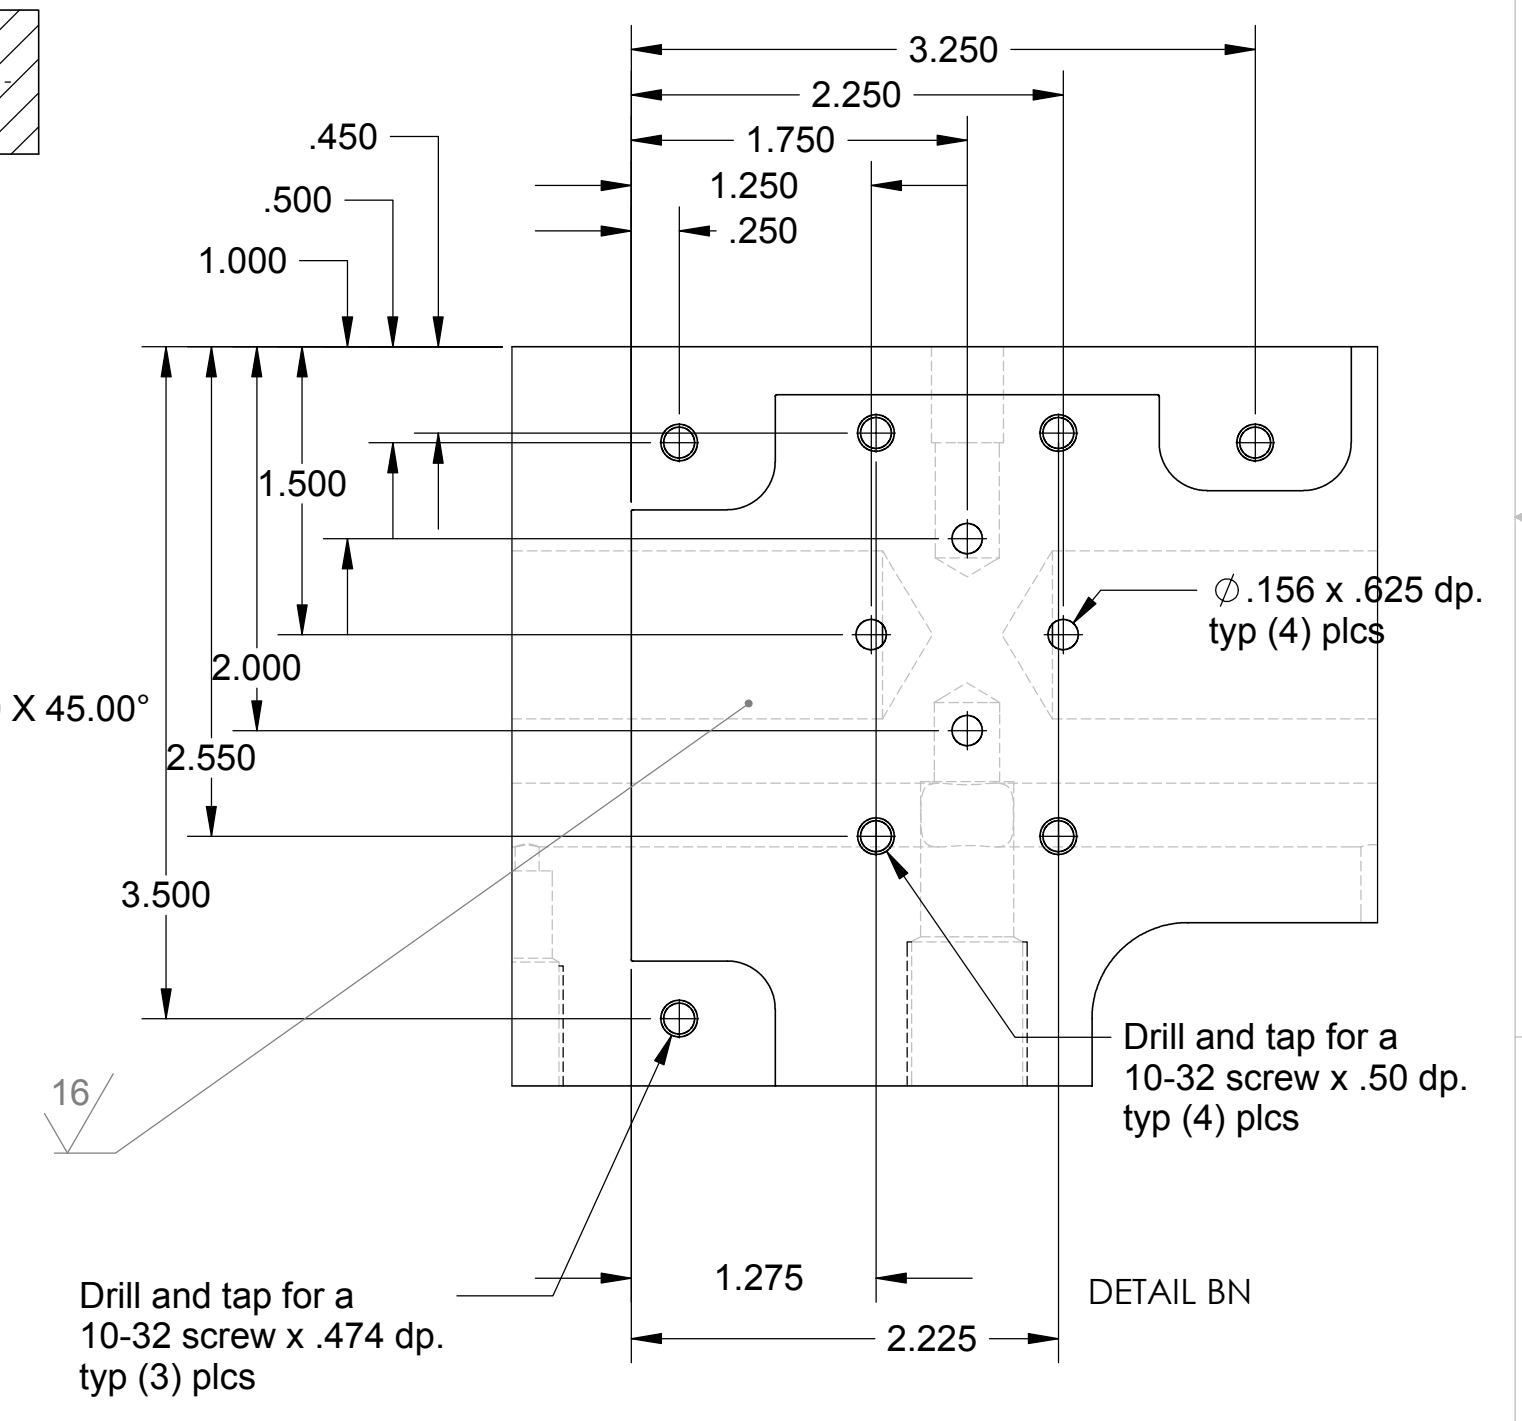 3.250
2.250
.450
1.750
1.250
.500
.250
1.000
1.500
Ø.156 x .625 dp.
typ (4) plcs
2.000
X 45.00°
2.550
3.500
Drill and tap for a
10-32 screw x .50 dp.
typ (4) plcs
16
1.275
DETAIL BN
Drill and tap for a
10-32 screw x .474 dp.
typ (3) plcs
2.225